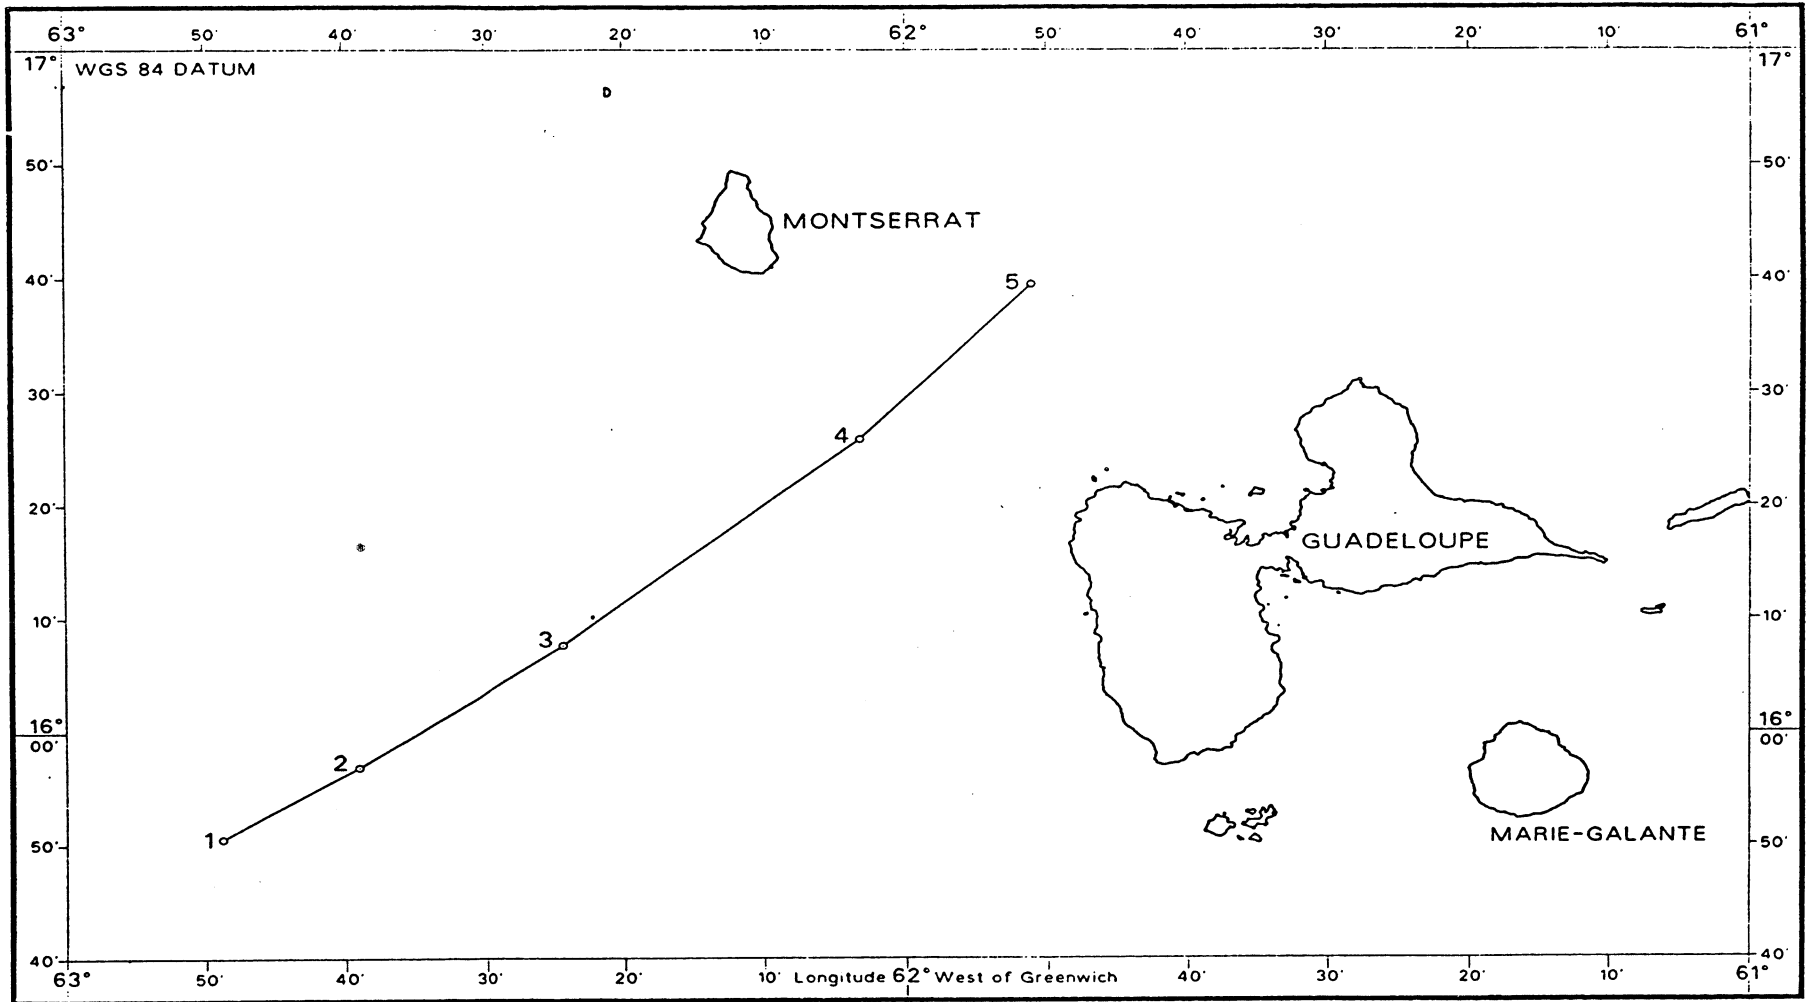 63° 50' 40' 30' 20' 10' 62° 50' 40' 30' 20' 10' 61°
17° WGS 84 DATUM 17°
D
50' 50'
MONTSERRAT
40' 5 40'
30' 30'
4
20' 20'
GUADELOUPE
10' 10'
3
16° 16°
00' 00'
2
1
MARIE-GALANTE
50' 50'
40' 40'
63° 50' 40' 30' 20' 10' Longitude 62° West of Greenwich 40' 30' 20' 10' 61°